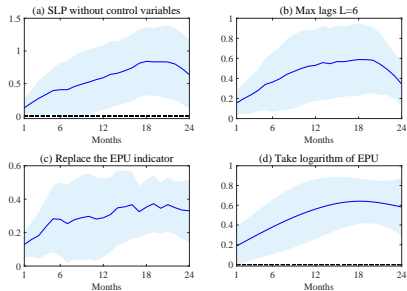 (a) SLP without control variables
1.5
1
0.5
0
1 6 12 18 24
Months
(b) Max lags L=6
1
0.8
0.6
0.4
0.2
0
1 6 12 18 24
Months
(c) Replace the EPU indicator
0.6
0.4
0.2
0
1 6 12 18 24
Months
(d) Take logarithm of EPU
1
0.8
0.6
0.4
0.2
0
1 6 12 18 24
Months